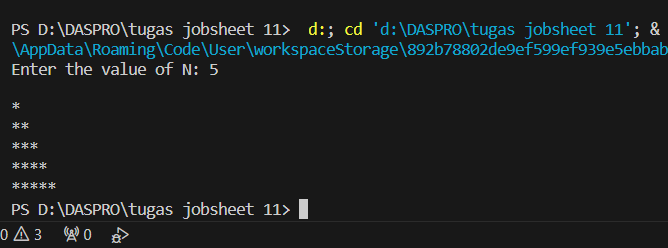 PS D:\DASPRO\tugas jobsheet 11>  d:; cd 'd:\DASPRO\tugas jobsheet 11'; &
\AppData\Roaming\Code\User\workspaceStorage\892b78802de9ef599ef939e5ebbab
Enter the value of N: 5
*
**
***
****
*****
PS D:\DASPRO\tugas jobsheet 11>
0 3 0